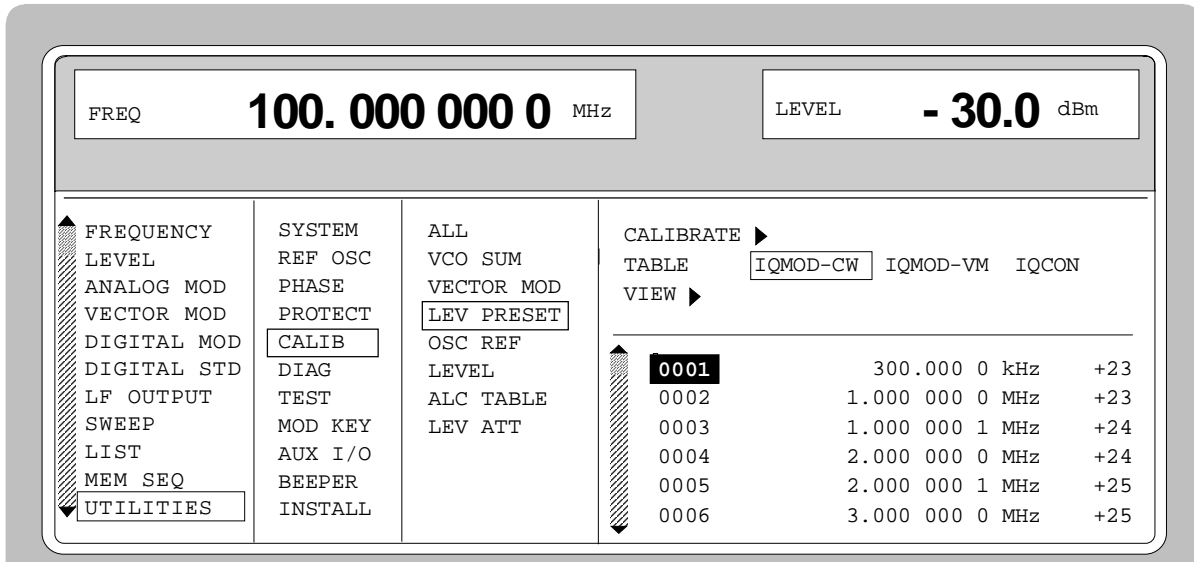 FREQ 100. 000 000 0 MHz LEVEL - 30.0 dBm
FREQUENCY
LEVEL
ANALOG MOD
VECTOR MOD
DIGITAL MOD
DIGITAL STD
LF OUTPUT
SWEEP
LIST
MEM SEQ
UTILITIES
SYSTEM
REF OSC
PHASE
PROTECT
CALIB
DIAG
TEST
MOD KEY
AUX I/O
BEEPER
INSTALL
ALL
VCO SUM
VECTOR MOD
LEV PRESET
OSC REF
LEVEL
ALC TABLE
LEV ATT
CALIBRATE
TABLE IQMOD-CW IQMOD-VM IQCON
VIEW
0001 300.000 0 kHz +23
0002 1.000 000 0 MHz +23
0003 1.000 000 1 MHz +24
0004 2.000 000 0 MHz +24
0005 2.000 000 1 MHz +25
0006 3.000 000 0 MHz +25